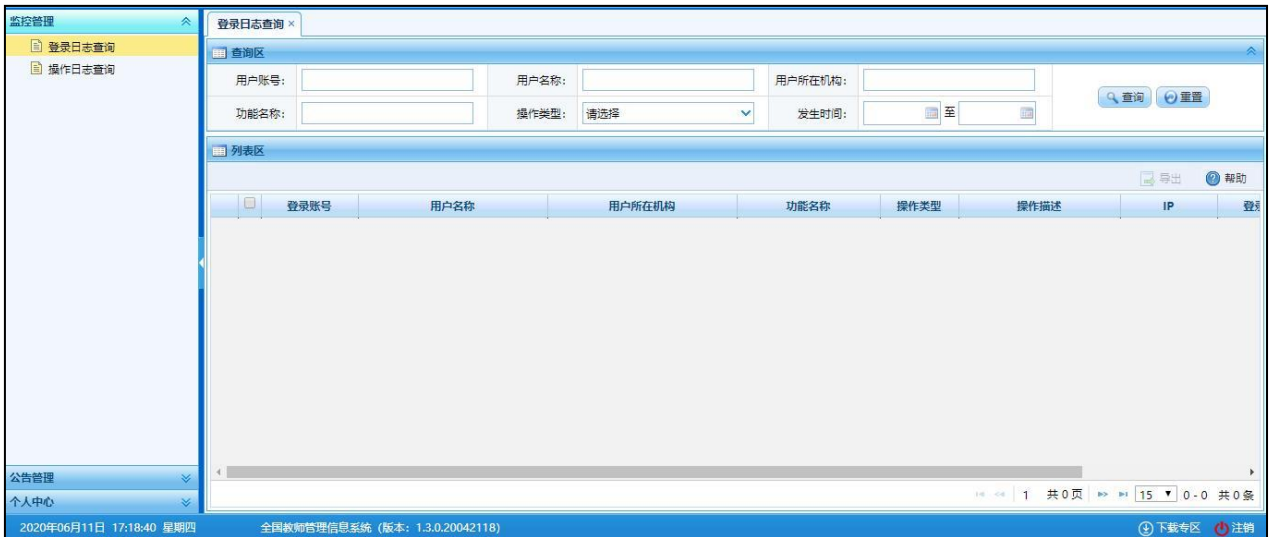 监控管理
登录日志查询
操作日志查询
登录日志查询 ×
查询区
用户账号: 用户名称: 用户所在机构:
查询 重置
功能名称: 操作类型: 请选择 发生时间: 至
列表区
导出 帮助
登录账号 用户名称 用户所在机构 功能名称 操作类型 操作描述 IP 登录
公告管理
1 共0页 15 0-0 共0条
个人中心
2020年06月11日 17:18:40 星期四 全国教师管理信息系统 (版本: 1.3.0.20042118) 下载专区 注销